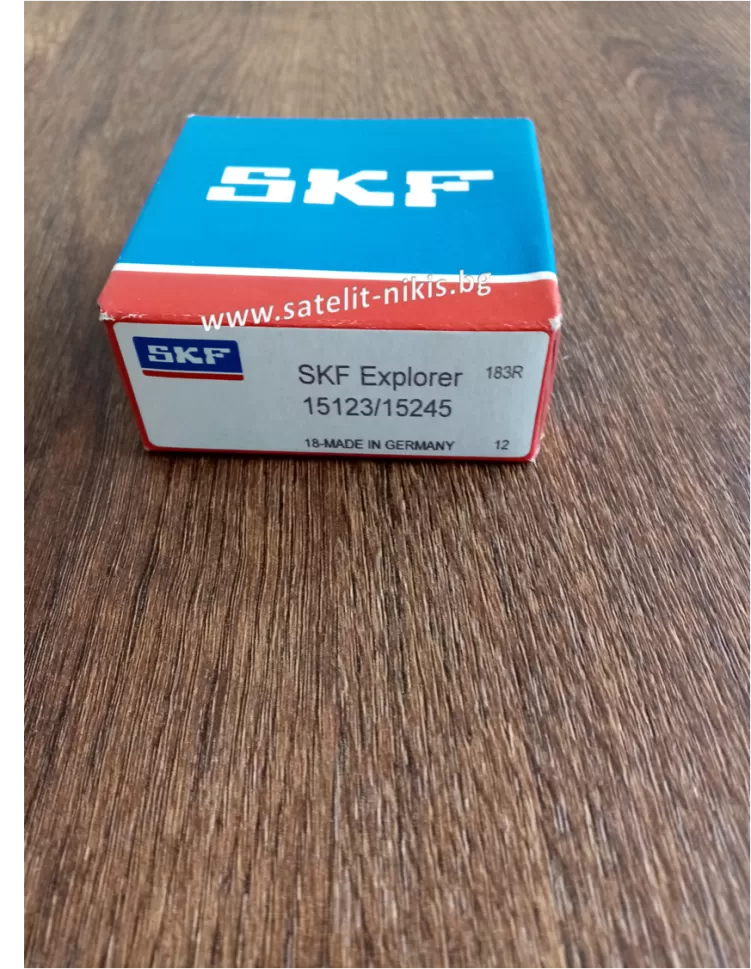 SKF
www.satelit-nikis.bg
SKF
SKF Explorer 183R
15123/15245
18-MADE IN GERMANY 12